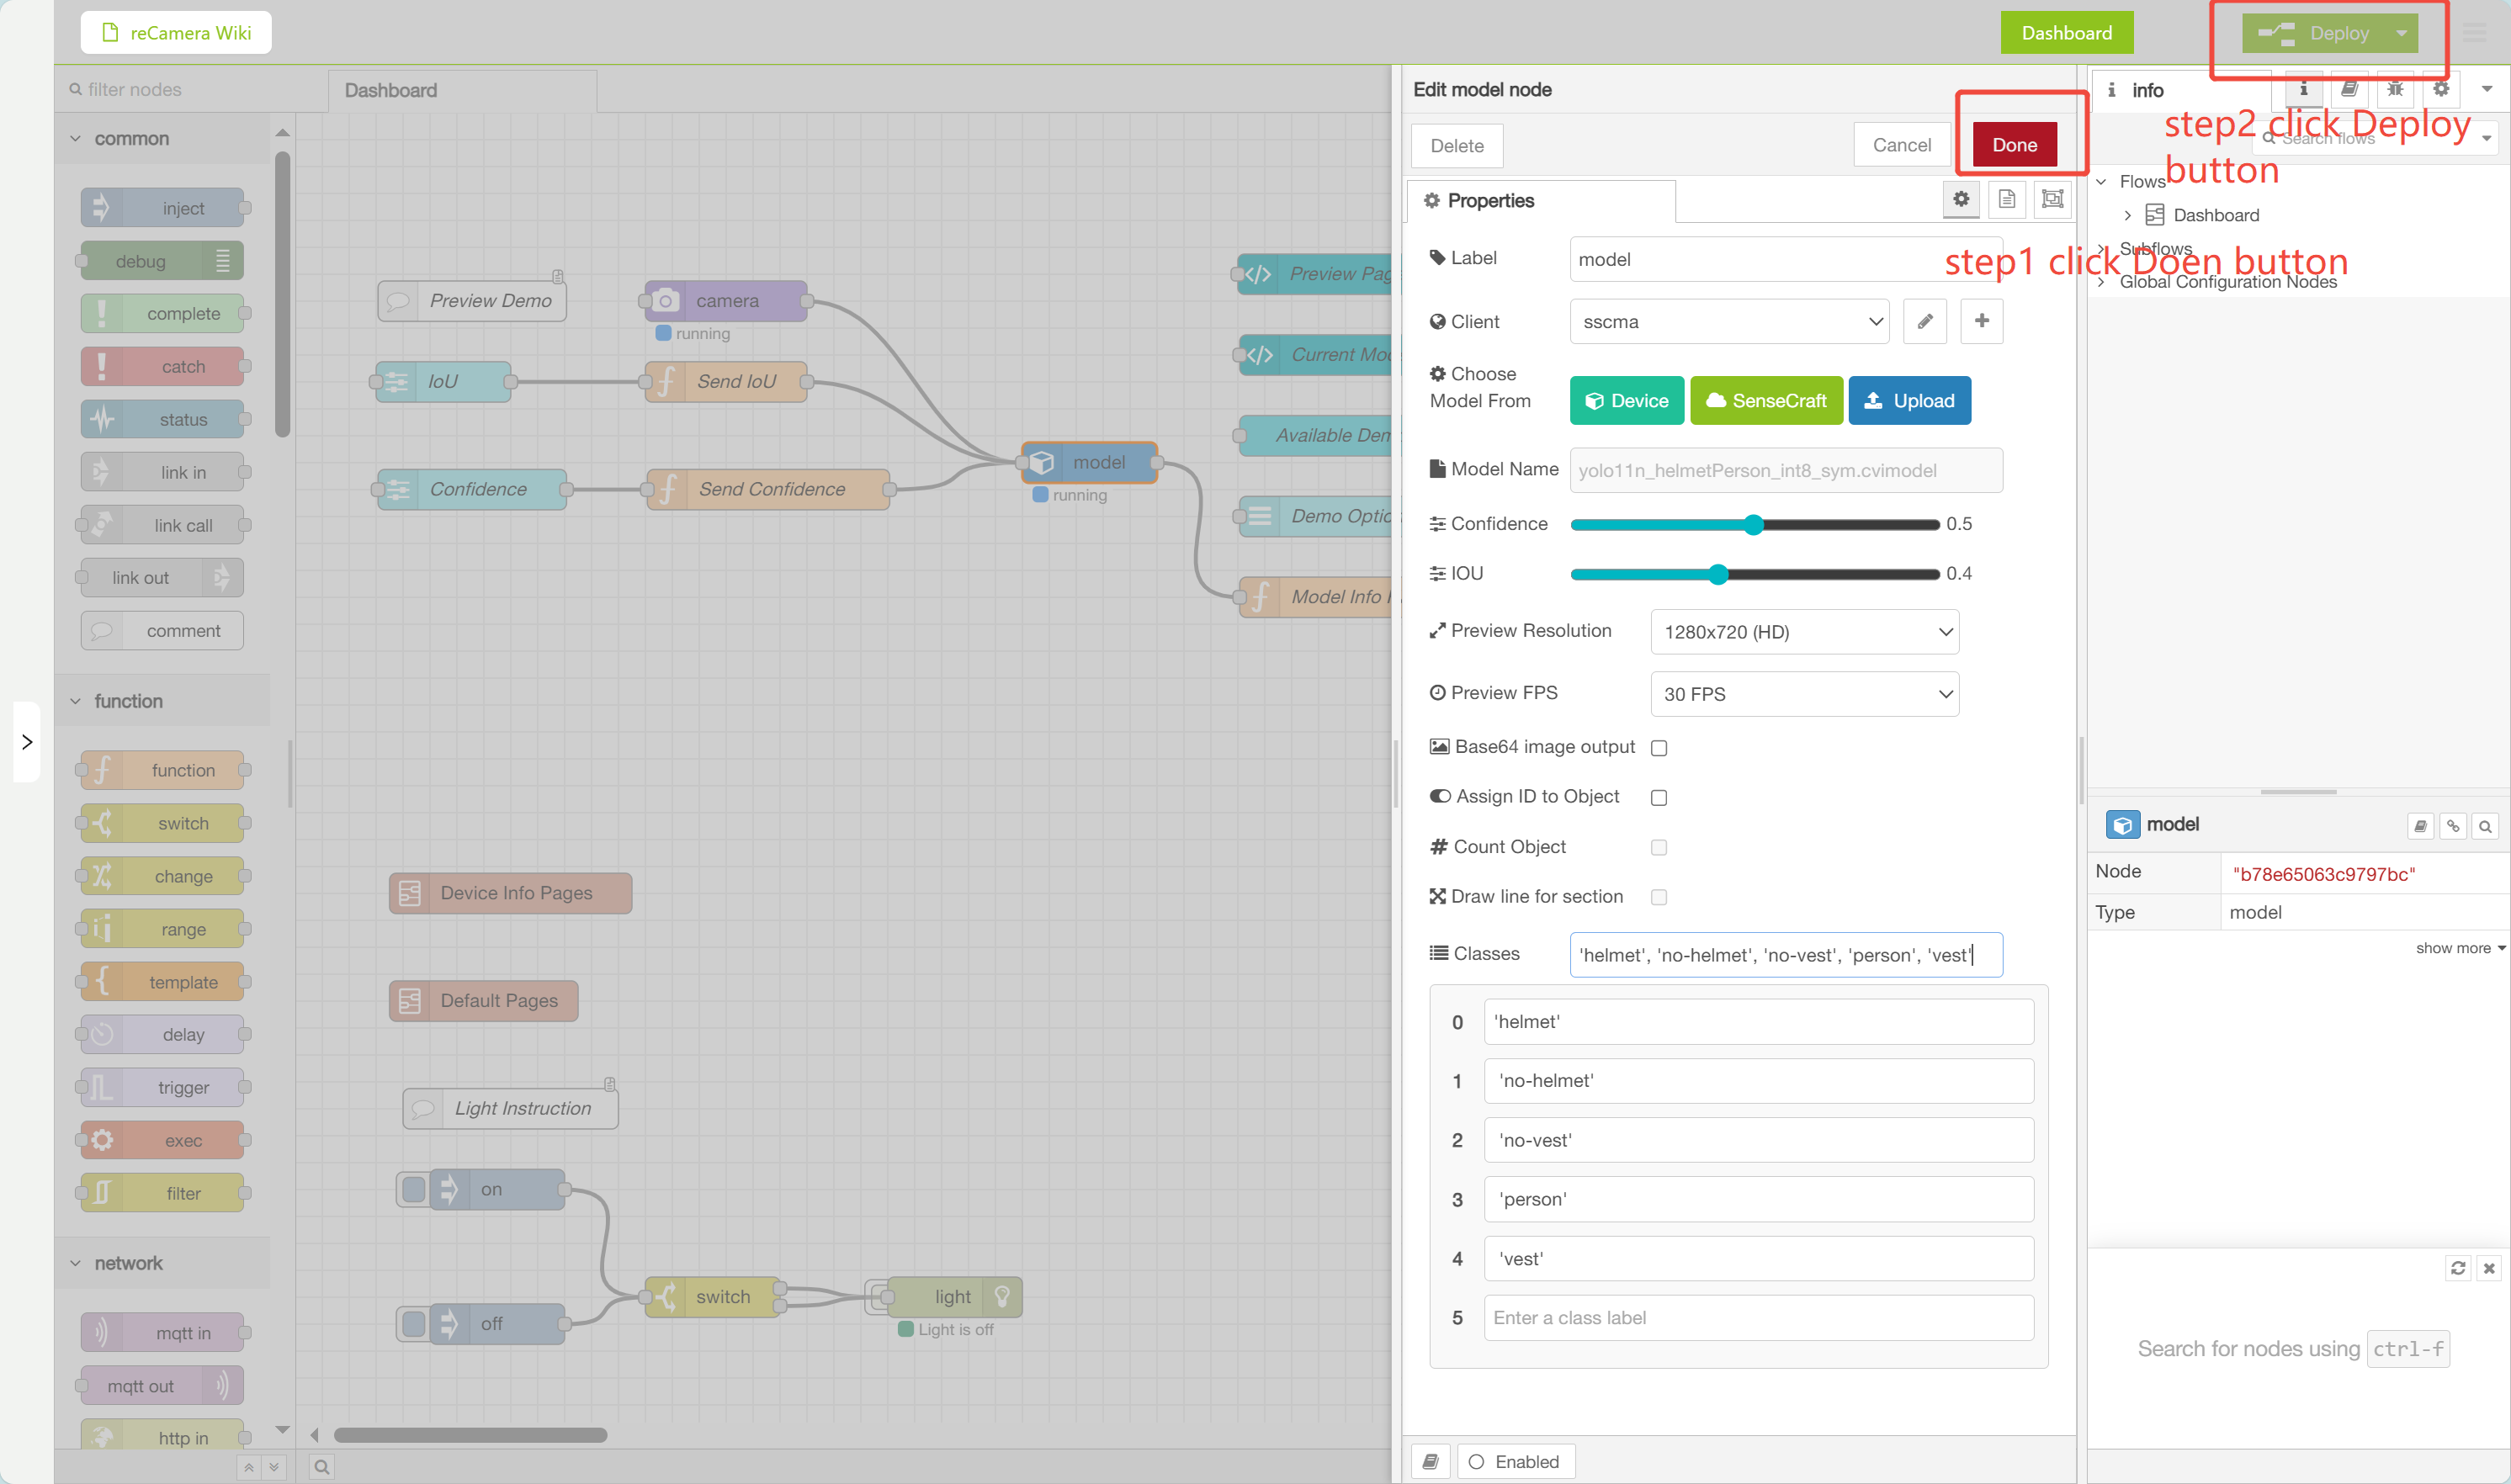 reCamera Wiki
Dashboard
Deploy
filter nodes
Dashboard
Edit model node
info
step2 click Deploy
button
Search flows
common
Delete
Cancel
Done
Properties
Flows
Dashboard
Subflows
step1 click Doen button
Global Configuration Nodes
inject
debug
complete
catch
status
link in
link call
link out
comment
function
function
switch
change
range
template
delay
trigger
exec
filter
network
mqtt in
mqtt out
http in
Preview Demo
camera
running
IoU
Send IoU
Confidence
Send Confidence
model
running
Preview Pag
Current Mod
Available Dem
Demo Optio
Model Info
Device Info Pages
Default Pages
Light Instruction
on
off
switch
light
Light is off
Label
model
Client
sscma
Choose
Model From
Device
SenseCraft
Upload
Model Name
yolo11n_helmetPerson_int8_sym.cvimodel
Confidence
0.5
IOU
0.4
Preview Resolution
1280x720 (HD)
Preview FPS
30 FPS
Base64 image output
Assign ID to Object
Count Object
Draw line for section
Classes
'helmet', 'no-helmet', 'no-vest', 'person', 'vest'
0 'helmet'
1 'no-helmet'
2 'no-vest'
3 'person'
4 'vest'
5 Enter a class label
Enabled
model
Node "b78e65063c9797bc"
Type model
show more
Search for nodes using ctrl-f